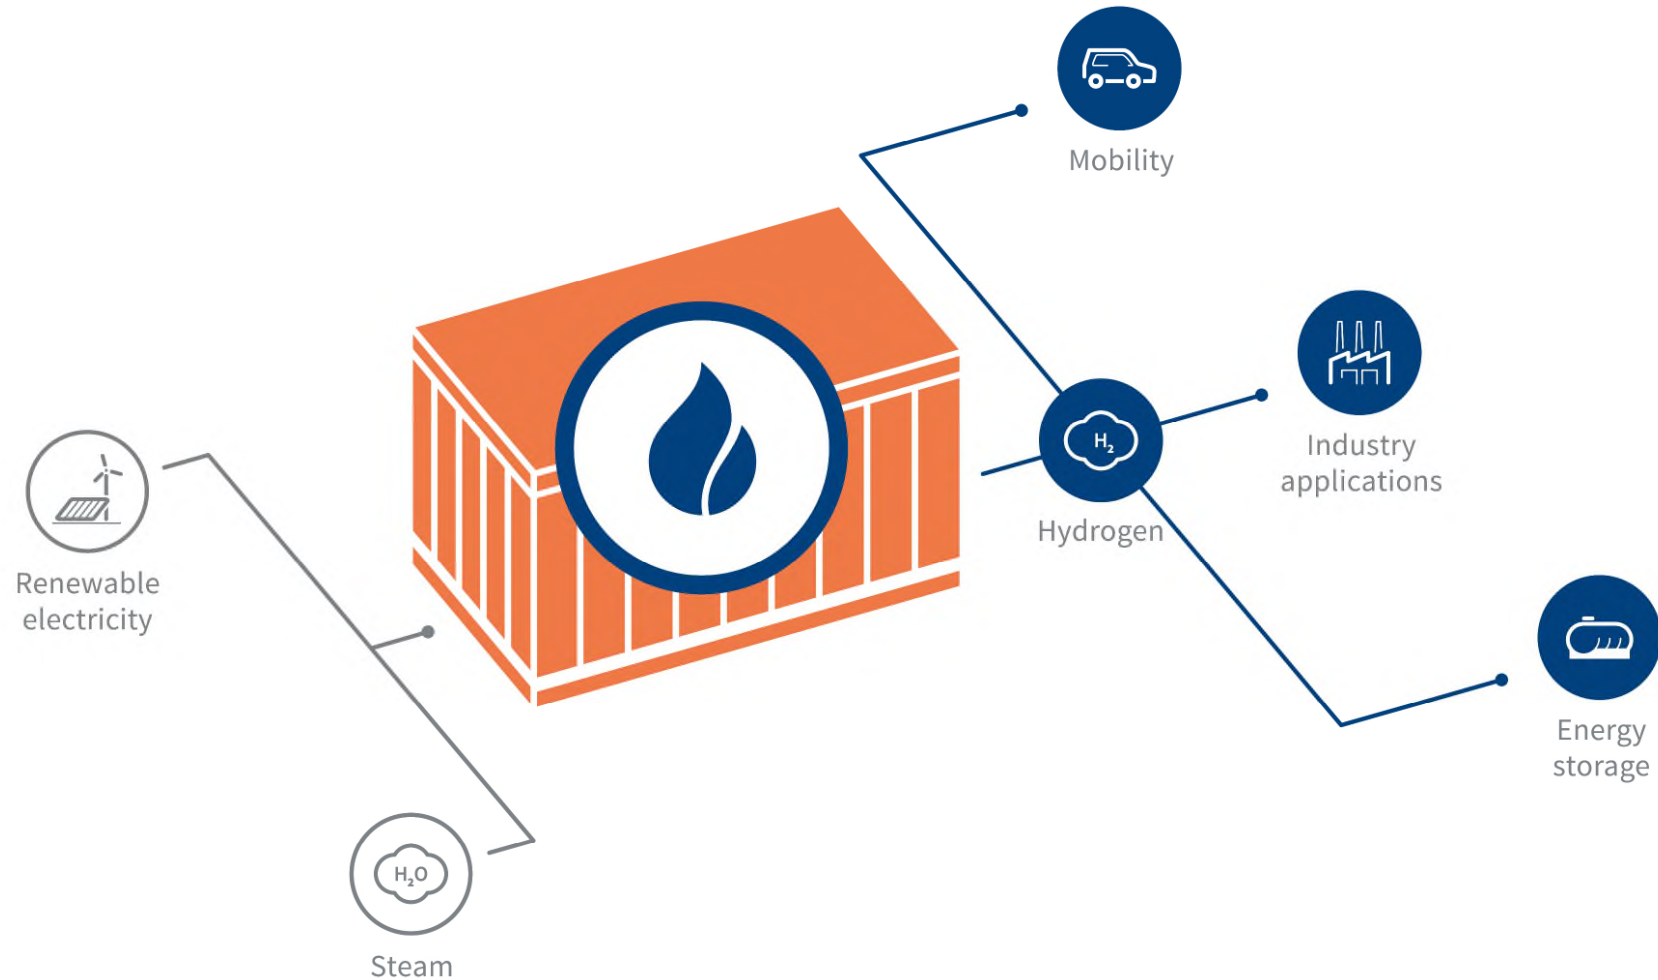 Mobility
Industry
applications
H₂
Hydrogen
Renewable
electricity
Energy
storage
H₂O
Steam